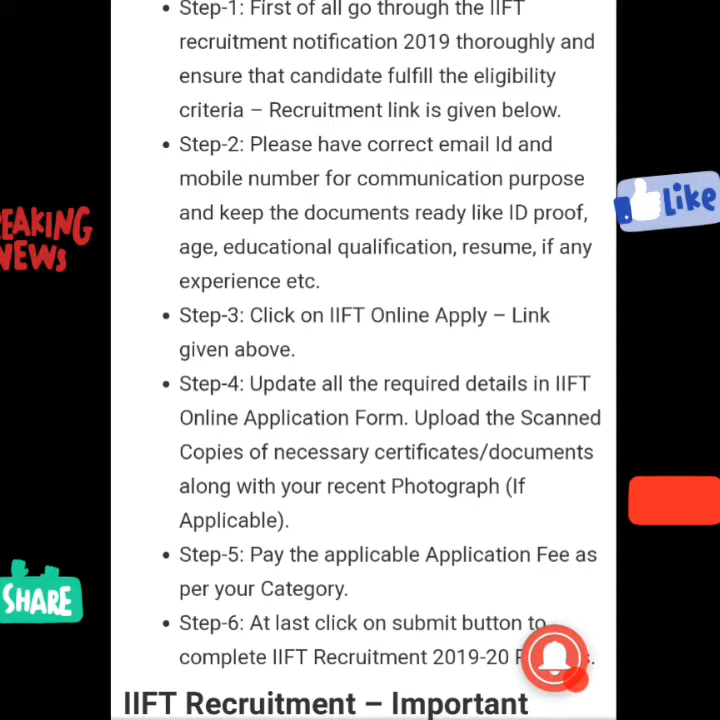 Step-1: First of all go through the IIFT
recruitment notification 2019 thoroughly and
ensure that candidate fulfill the eligibility
criteria – Recruitment link is given below.
Step-2: Please have correct email Id and
mobile number for communication purpose
and keep the documents ready like ID proof,
age, educational qualification, resume, if any
experience etc.
Step-3: Click on IIFT Online Apply – Link
given above.
Step-4: Update all the required details in IIFT
Online Application Form. Upload the Scanned
Copies of necessary certificates/documents
along with your recent Photograph (If
Applicable).
Step-5: Pay the applicable Application Fee as
per your Category.
Step-6: At last click on submit button to
complete IIFT Recruitment 2019-20
IIFT Recruitment – Important
EAKING
NEWS
Like
SHARE